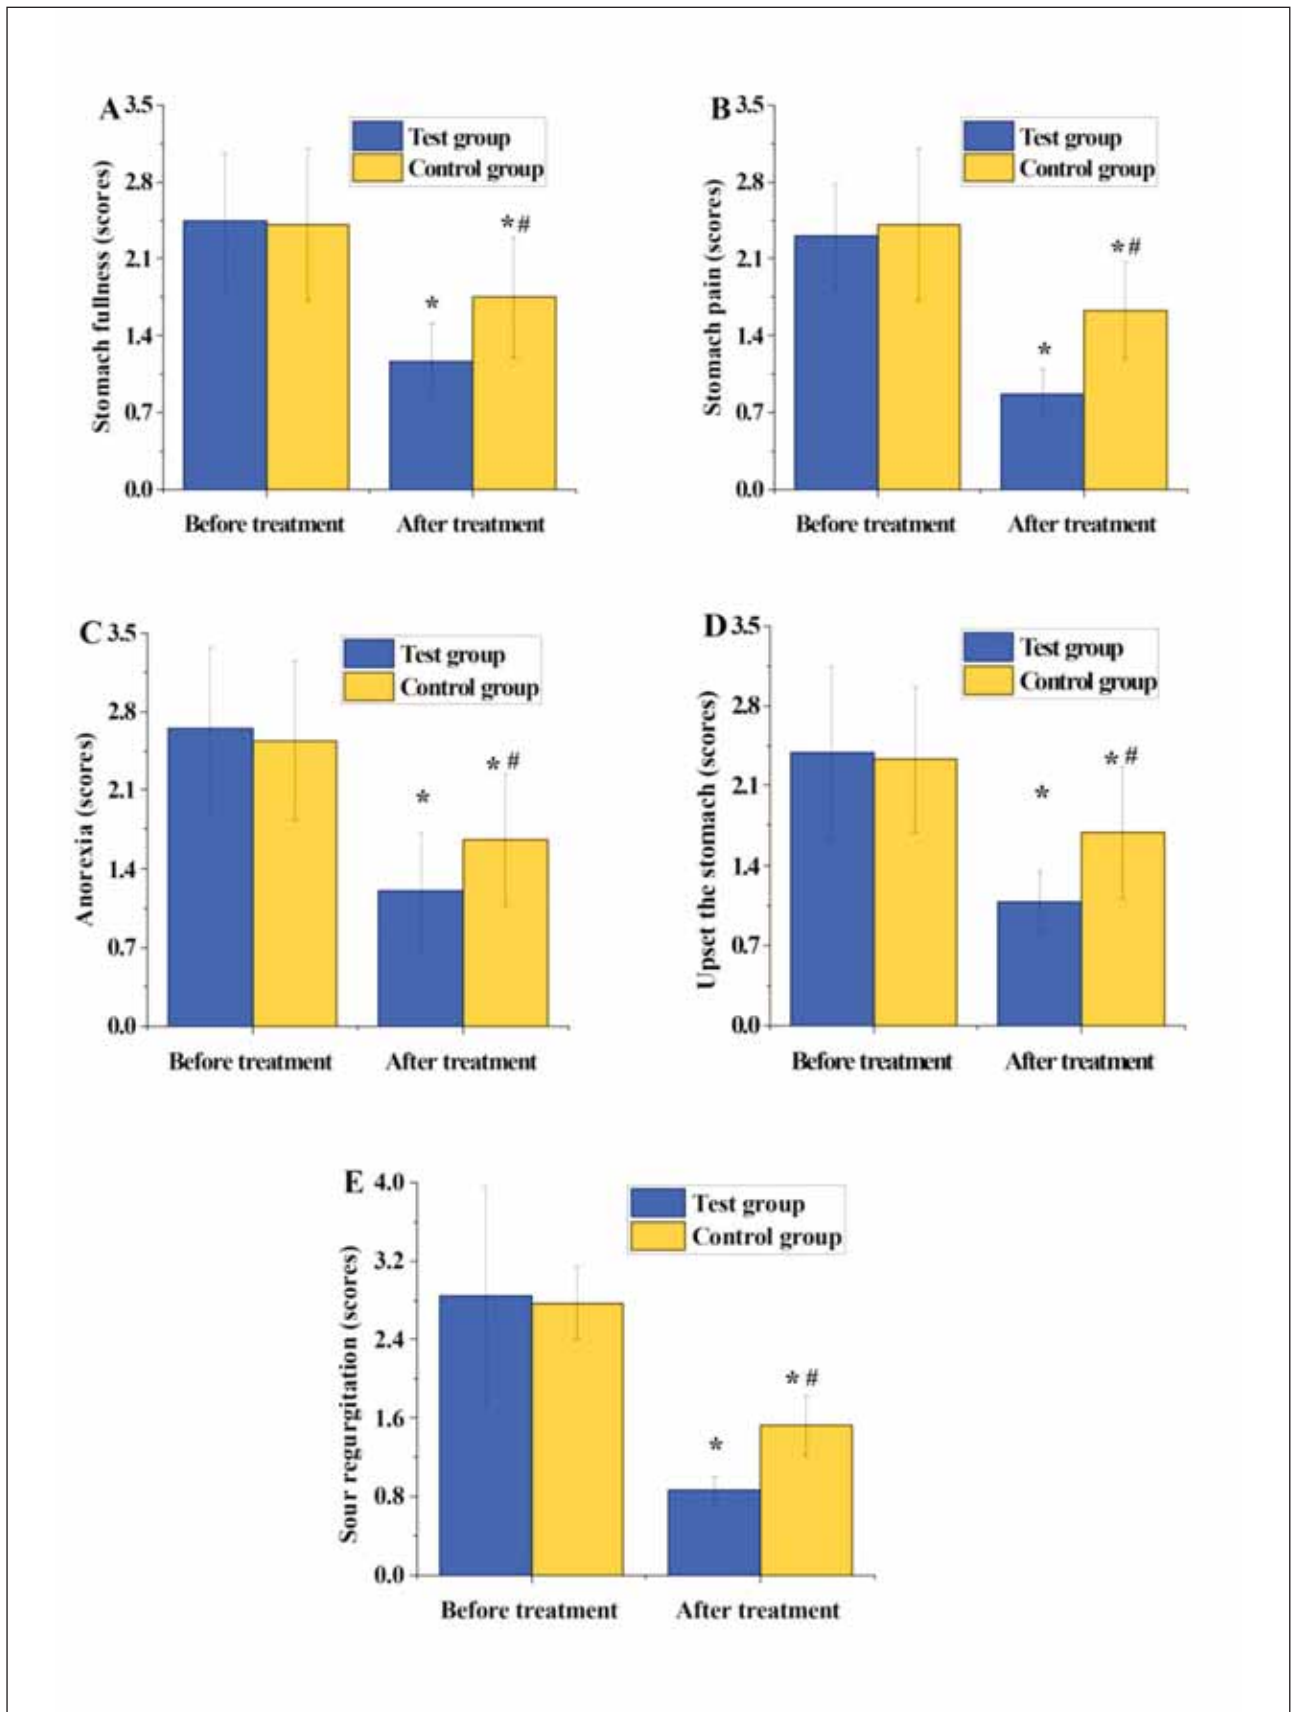 A
3.5
2.8
2.1
1.4
0.7
0.0
Stomach fullness (scores)
Test group
Control group
*
*#
Before treatment
After treatment
B
3.5
2.8
2.1
1.4
0.7
0.0
Stomach pain (scores)
Test group
Control group
*
*#
Before treatment
After treatment
C
3.5
2.8
2.1
1.4
0.7
0.0
Anorexia (scores)
Test group
Control group
*
* #
Before treatment
After treatment
D
3.5
2.8
2.1
1.4
0.7
0.0
Upset the stomach (scores)
Test group
Control group
*
* #
Before treatment
After treatment
E
4.0
3.2
2.4
1.6
0.8
0.0
Sour regurgitation (scores)
Test group
Control group
*
* #
Before treatment
After treatment